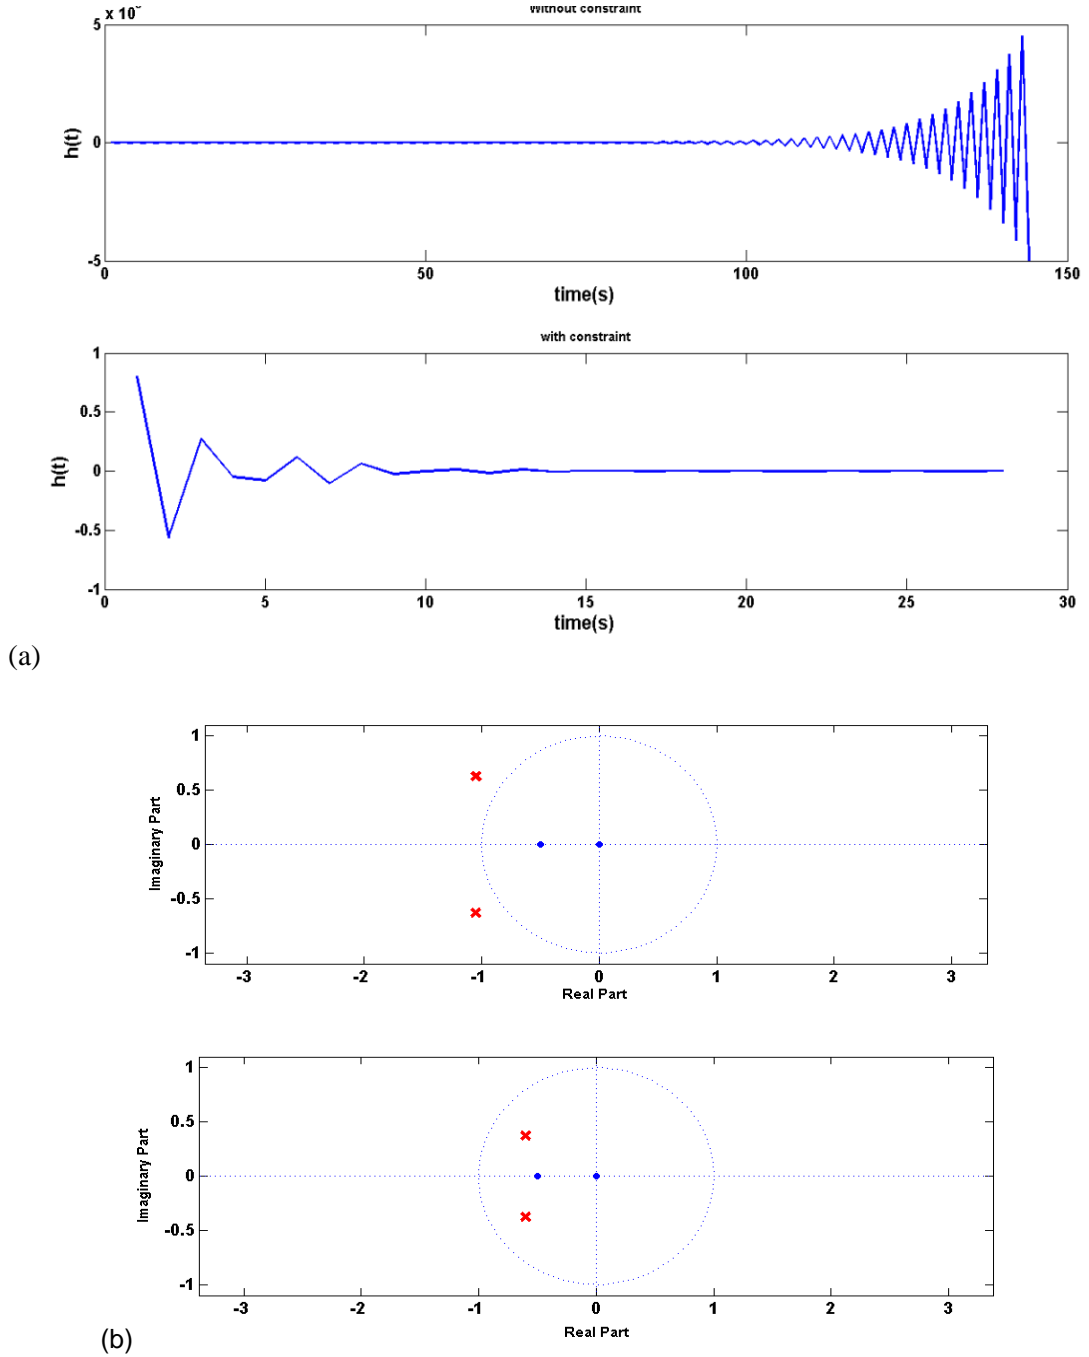 5 x 10
without constraint
0
-5
0 50 100 150
h(t)
time(s)
with constraint
1
0.5
0
-0.5
-1
0 5 10 15 20 25 30
h(t)
time(s)
(a)
1
0.5
0
-0.5
-1
-3 -2 -1 0 1 2 3
Imaginary Part
Real Part
1
0.5
0
-0.5
-1
-3 -2 -1 0 1 2 3
Imaginary Part
Real Part
(b)